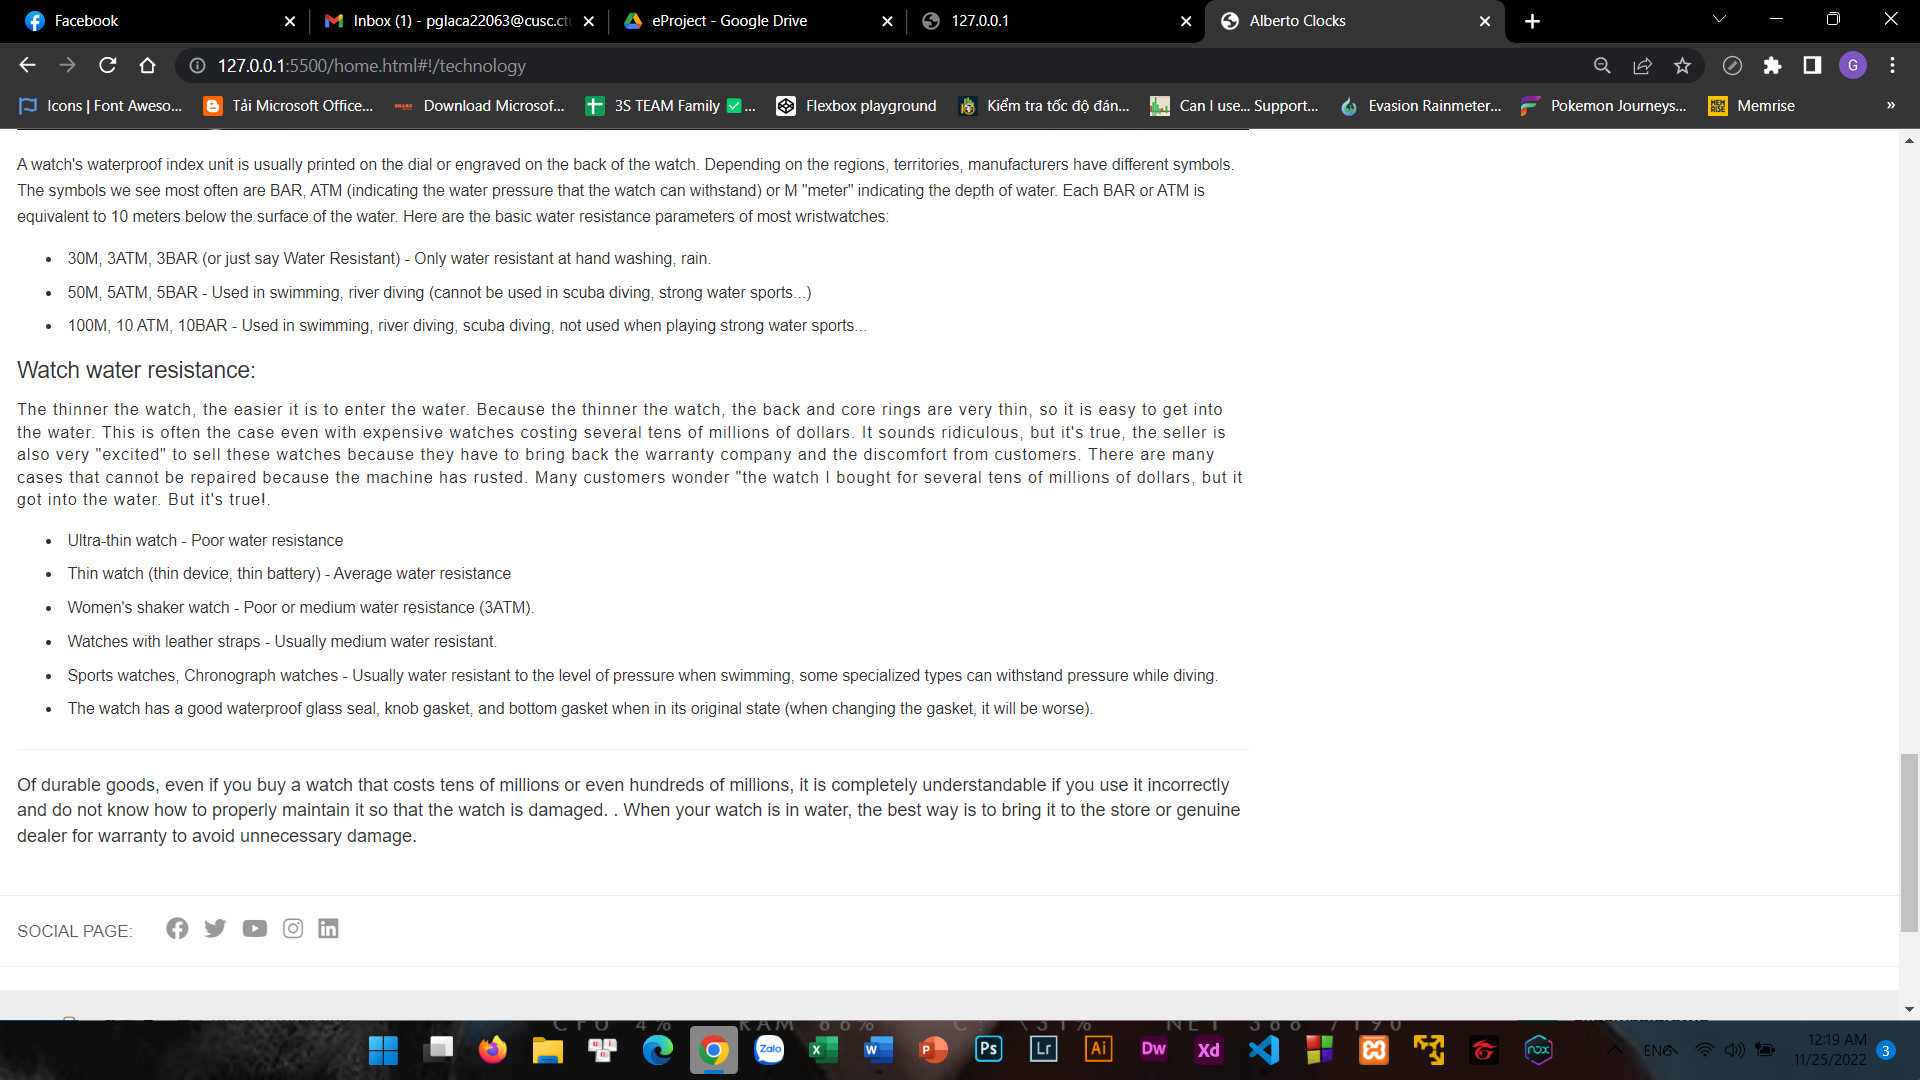 Facebook
Inbox (1) - pglaca22063@cusc.ct
eProject - Google Drive
127.0.0.1
Alberto Clocks
127.0.0.1:5500/home.html#!/technology
G
Icons | Font Aweso...
Tải Microsoft Office...
Download Microsof...
3S TEAM Family ✅ ...
Flexbox playground
Kiểm tra tốc độ đán...
Can I use... Support...
Evasion Rainmeter...
Pokemon Journeys...
MEM RISE
Memrise
»
A watch's waterproof index unit is usually printed on the dial or engraved on the back of the watch. Depending on the regions, territories, manufacturers have different symbols.
The symbols we see most often are BAR, ATM (indicating the water pressure that the watch can withstand) or M "meter" indicating the depth of water. Each BAR or ATM is
equivalent to 10 meters below the surface of the water. Here are the basic water resistance parameters of most wristwatches:
• 30M, 3ATM, 3BAR (or just say Water Resistant) - Only water resistant at hand washing, rain.
• 50M, 5ATM, 5BAR - Used in swimming, river diving (cannot be used in scuba diving, strong water sports...)
• 100M, 10 ATM, 10BAR - Used in swimming, river diving, scuba diving, not used when playing strong water sports...
Watch water resistance:
The thinner the watch, the easier it is to enter the water. Because the thinner the watch, the back and core rings are very thin, so it is easy to get into
the water. This is often the case even with expensive watches costing several tens of millions of dollars. It sounds ridiculous, but it's true, the seller is
also very "excited" to sell these watches because they have to bring back the warranty company and the discomfort from customers. There are many
cases that cannot be repaired because the machine has rusted. Many customers wonder "the watch I bought for several tens of millions of dollars, but it
got into the water. But it's true!.
• Ultra-thin watch - Poor water resistance
• Thin watch (thin device, thin battery) - Average water resistance
• Women's shaker watch - Poor or medium water resistance (3ATM).
• Watches with leather straps - Usually medium water resistant.
• Sports watches, Chronograph watches - Usually water resistant to the level of pressure when swimming, some specialized types can withstand pressure while diving.
• The watch has a good waterproof glass seal, knob gasket, and bottom gasket when in its original state (when changing the gasket, it will be worse).
Of durable goods, even if you buy a watch that costs tens of millions or even hundreds of millions, it is completely understandable if you use it incorrectly
and do not know how to properly maintain it so that the watch is damaged. . When your watch is in water, the best way is to bring it to the store or genuine
dealer for warranty to avoid unnecessary damage.
SOCIAL PAGE:
CPU 4% RAM 66% C: \31% NET 388 / 190
Zalo
Ps
Lr
Ai
Dw
Xd
nox
ENG
12:19 AM
11/25/2022
3